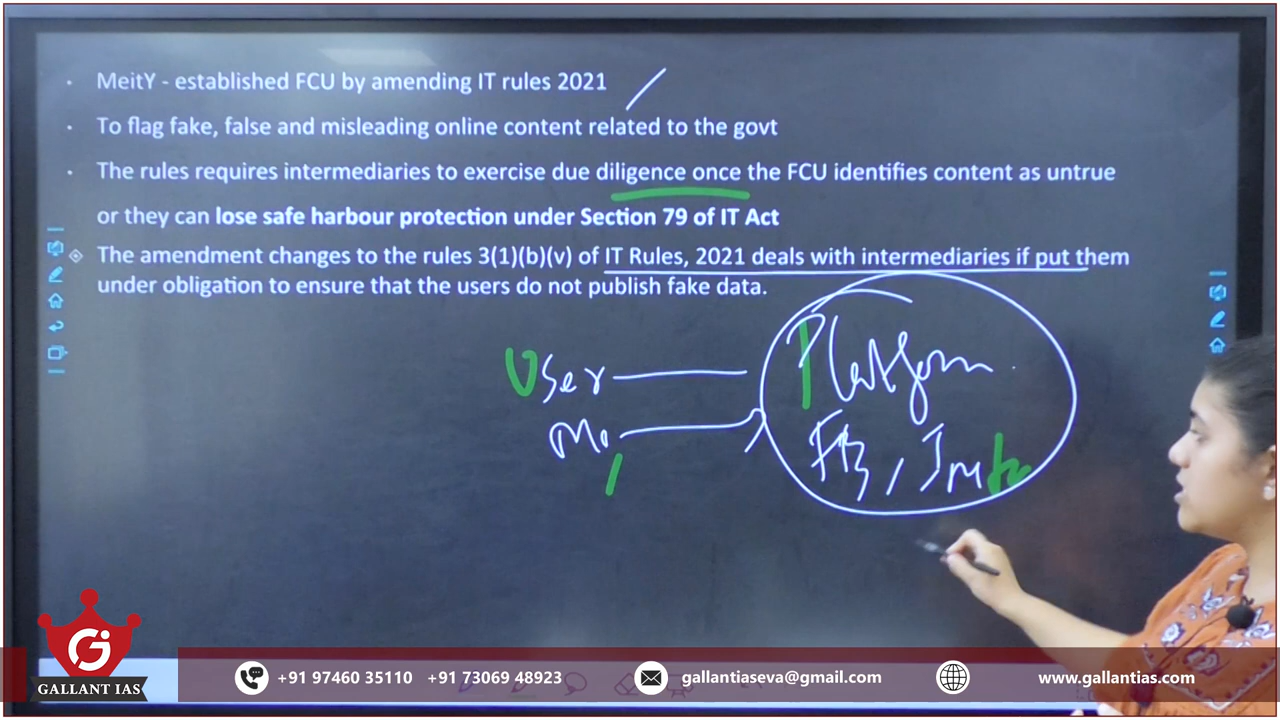 MeitY - established FCU by amending IT rules 2021
To flag fake, false and misleading online content related to the govt
The rules requires intermediaries to exercise due diligence once the FCU identifies content as untrue
or they can lose safe harbour protection under Section 79 of IT Act
The amendment changes to the rules 3(1)(b)(v) of IT Rules, 2021 deals with intermediaries if put them
under obligation to ensure that the users do not publish fake data.
User
Platform
FB,
Gi
GALLANT IAS
+91 97460 35110 +91 73069 48923
gallantiaseva@gmail.com
www.gallantias.com